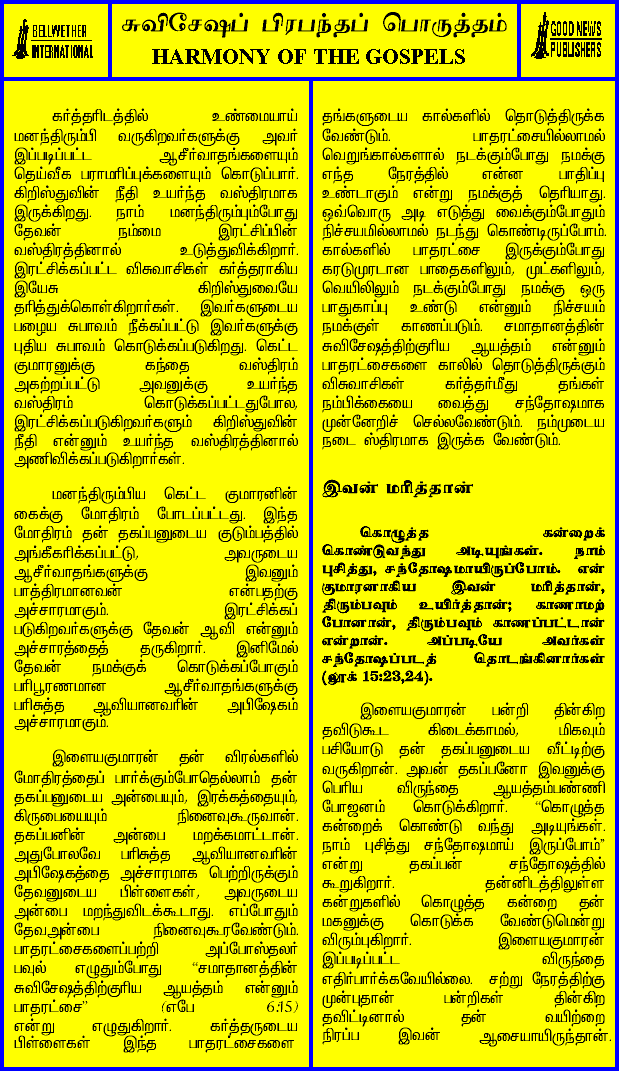 BELLWETHER
INTERNATIONAL
சுவிசேஷப் பிரபந்தப் பொருத்தம்
HARMONY OF THE GOSPELS
GOOD NEWS
PUBLISHERS
கர்த்தரிடத்தில் உண்மையாய்
மனந்திரும்பி வருகிறவர்களுக்கு அவர்
இப்படிப்பட்ட ஆசீர்வாதங்களையும்
தெய்வீக பராமரிப்புக்களையும் கொடுப்பார்.
கிறிஸ்துவின் நீதி உயர்ந்த வஸ்திரமாக
இருக்கிறது. நாம் மனந்திரும்பும்போது
தேவன் நம்மை இரட்சிப்பின்
வஸ்திரத்தினால் உடுத்துவிக்கிறார்.
இரட்சிக்கப்பட்ட விசுவாசிகள் கர்த்தராகிய
இயேசு கிறிஸ்துவையே
தரித்துக்கொள்கிறார்கள். இவர்களுடைய
பழைய சுபாவம் நீக்கப்பட்டு இவர்களுக்கு
புதிய சுபாவம் கொடுக்கப்படுகிறது. கெட்ட
குமாரனுக்கு கந்தை வஸ்திரம்
அகற்றப்பட்டு அவனுக்கு உயர்ந்த
வஸ்திரம் கொடுக்கப்பட்டதுபோல,
இரட்சிக்கப்படுகிறவர்களும் கிறிஸ்துவின்
நீதி என்னும் உயர்ந்த வஸ்திரத்தினால்
அணிவிக்கப்படுகிறார்கள்.
மனந்திரும்பிய கெட்ட குமாரனின்
கைக்கு மோதிரம் போடப்பட்டது. இந்த
மோதிரம் தன் தகப்பனுடைய குடும்பத்தில்
அங்கீகரிக்கப்பட்டு, அவருடைய
ஆசீர்வாதங்களுக்கு இவனும்
பாத்திரமானவன் என்பதற்கு
அச்சாரமாகும். இரட்சிக்கப்
படுகிறவர்களுக்கு தேவன் ஆவி என்னும்
அச்சாரத்தைத் தருகிறார். இனிமேல்
தேவன் நமக்குக் கொடுக்கப்போகும்
பரிபூரணமான ஆசீர்வாதங்களுக்கு
பரிசுத்த ஆவியானவரின் அபிஷேகம்
அச்சாரமாகும்.
இளையகுமாரன் தன் விரல்களில்
மோதிரத்தைப் பார்க்கும்போதெல்லாம் தன்
தகப்பனுடைய அன்பையும், இரக்கத்தையும்,
கிருபையையும் நினைவுகூருவான்.
தகப்பனின் அன்பை மறக்கமாட்டான்.
அதுபோலவே பரிசுத்த ஆவியானவரின்
அபிஷேகத்தை அச்சாரமாக பெற்றிருக்கும்
தேவனுடைய பிள்ளைகள், அவருடைய
அன்பை மறந்துவிடக்கூடாது. எப்போதும்
தேவஅன்பை நினைவுகூரவேண்டும்.
பாதரட்சைகளைப்பற்றி அப்போஸ்தலர்
பவுல் எழுதும்போது "சமாதானத்தின்
சுவிசேஷத்திற்குரிய ஆயத்தம் என்னும்
பாதரட்சை" (எபே 6:15)
என்று எழுதுகிறார். கர்த்தருடைய
பிள்ளைகள் இந்த பாதரட்சைகளை
தங்களுடைய கால்களில் தொடுத்திருக்க
வேண்டும். பாதரட்சையில்லாமல்
வெறுங்கால்களால் நடக்கும்போது நமக்கு
எந்த நேரத்தில் என்ன பாதிப்பு
உண்டாகும் என்று நமக்குத் தெரியாது.
ஒவ்வொரு அடி எடுத்து வைக்கும்போதும்
நிச்சயமில்லாமல் நடந்து கொண்டிருப்போம்.
கால்களில் பாதரட்சை இருக்கும்போது
கரடுமுரடான பாதைகளிலும், முட்களிலும்,
வெயிலிலும் நடக்கும்போது நமக்கு ஒரு
பாதுகாப்பு உண்டு என்னும் நிச்சயம்
நமக்குள் காணப்படும். சமாதானத்தின்
சுவிசேஷத்திற்குரிய ஆயத்தம் என்னும்
பாதரட்சைகளை காலில் தொடுத்திருக்கும்
விசுவாசிகள் கர்த்தர்மீது தங்கள்
நம்பிக்கையை வைத்து சந்தோஷமாக
முன்னேறிச் செல்லவேண்டும். நம்முடைய
நடை ஸ்திரமாக இருக்க வேண்டும்.
இவன் மரித்தான்
கொழுத்த கன்றைக்
கொண்டுவந்து அடியுங்கள். நாம்
புசித்து, சந்தோஷமாயிருப்போம். என்
குமாரனாகிய இவன் மரித்தான்,
திரும்பவும் உயிர்த்தான்; காணாமற்
போனான், திரும்பவும் காணப்பட்டான்
என்றான். அப்படியே அவர்கள்
சந்தோஷப்படத் தொடங்கினார்கள்
(லூக் 15:23,24).
இளையகுமாரன் பன்றி தின்கிற
தவிடுகூட கிடைக்காமல், மிகவும்
பசியோடு தன் தகப்பனுடைய வீட்டிற்கு
வருகிறான். அவன் தகப்பனோ இவனுக்கு
பெரிய விருந்தை ஆயத்தம்பண்ணி
போஜனம் கொடுக்கிறார். "கொழுத்த
கன்றைக் கொண்டு வந்து அடியுங்கள்.
நாம் புசித்து சந்தோஷமாய் இருப்போம்"
என்று தகப்பன் சந்தோஷத்தில்
கூறுகிறார். தன்னிடத்திலுள்ள
கன்றுகளில் கொழுத்த கன்றை தன்
மகனுக்கு கொடுக்க வேண்டுமென்று
விரும்புகிறார். இளையகுமாரன்
இப்படிப்பட்ட விருந்தை
எதிர்பார்க்கவேயில்லை. சற்று நேரத்திற்கு
முன்புதான் பன்றிகள் தின்கிற
தவிட்டினால் தன் வயிற்றை
நிரப்ப இவன் ஆசையாயிருந்தான்.